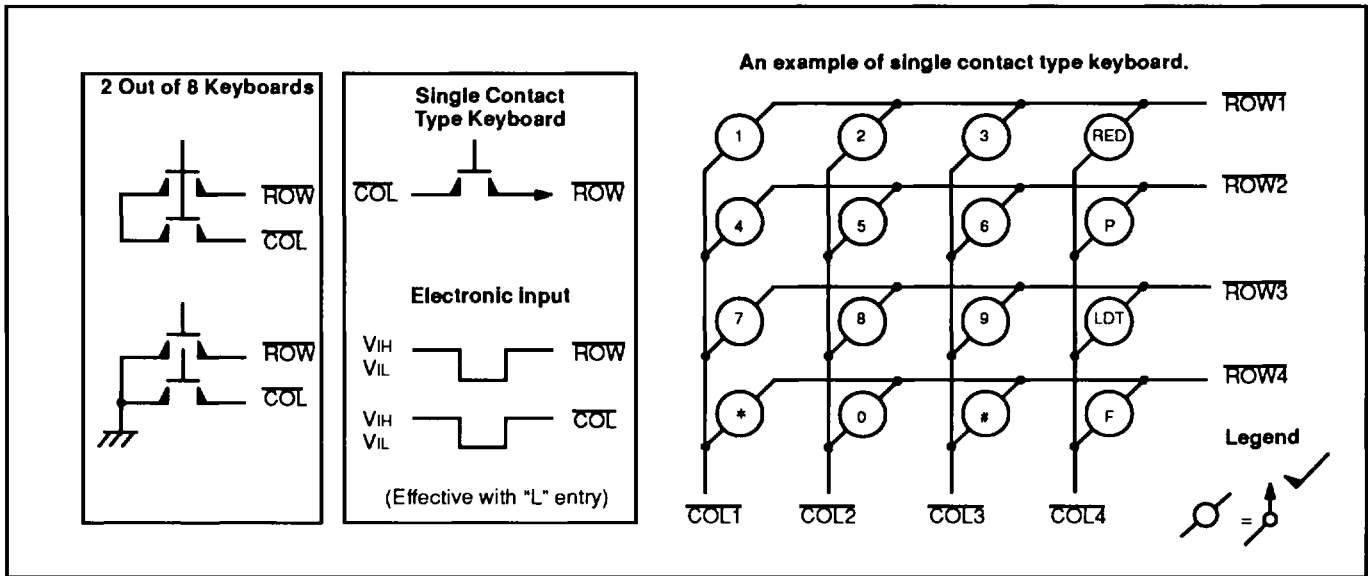 2 Out of 8 Keyboards
ROW
COL
ROW
COL
Single Contact
Type Keyboard
COL ROW
Electronic input
VIH
VIL
ROW
VIH
VIL
COL
(Effective with "L" entry)
An example of single contact type keyboard.
1 2 3 RED ROW1
4 5 6 P ROW2
7 8 9 LDT ROW3
* 0 # F ROW4
COL1 COL2 COL3 COL4
Legend
=